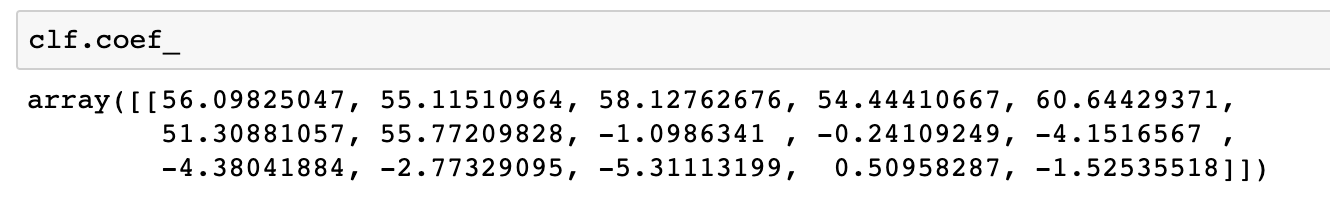 clf.coef_
array([[56.09825047, 55.11510964, 58.12762676, 54.44410667, 60.64429371,
        51.30881057, 55.77209828, -1.0986341 , -0.24109249, -4.1516567 ,
        -4.38041884, -2.77329095, -5.31113199,  0.50958287, -1.52535518]])